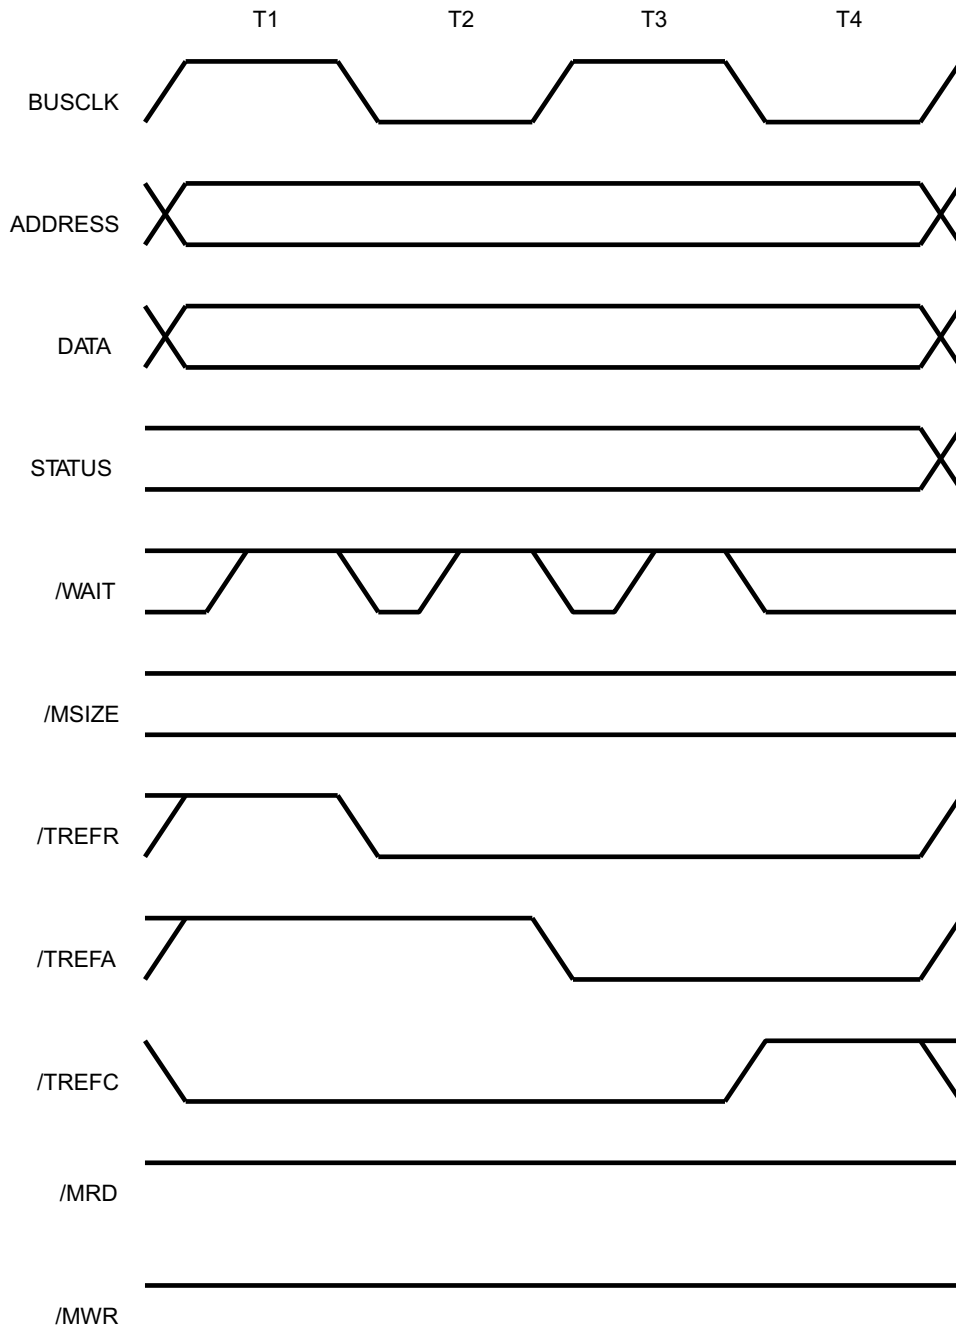 T1 T2 T3 T4
BUSCLK
ADDRESS
DATA
STATUS
/WAIT
/MSIZE
/TREFR
/TREFA
/TREFC
/MRD
/MWR